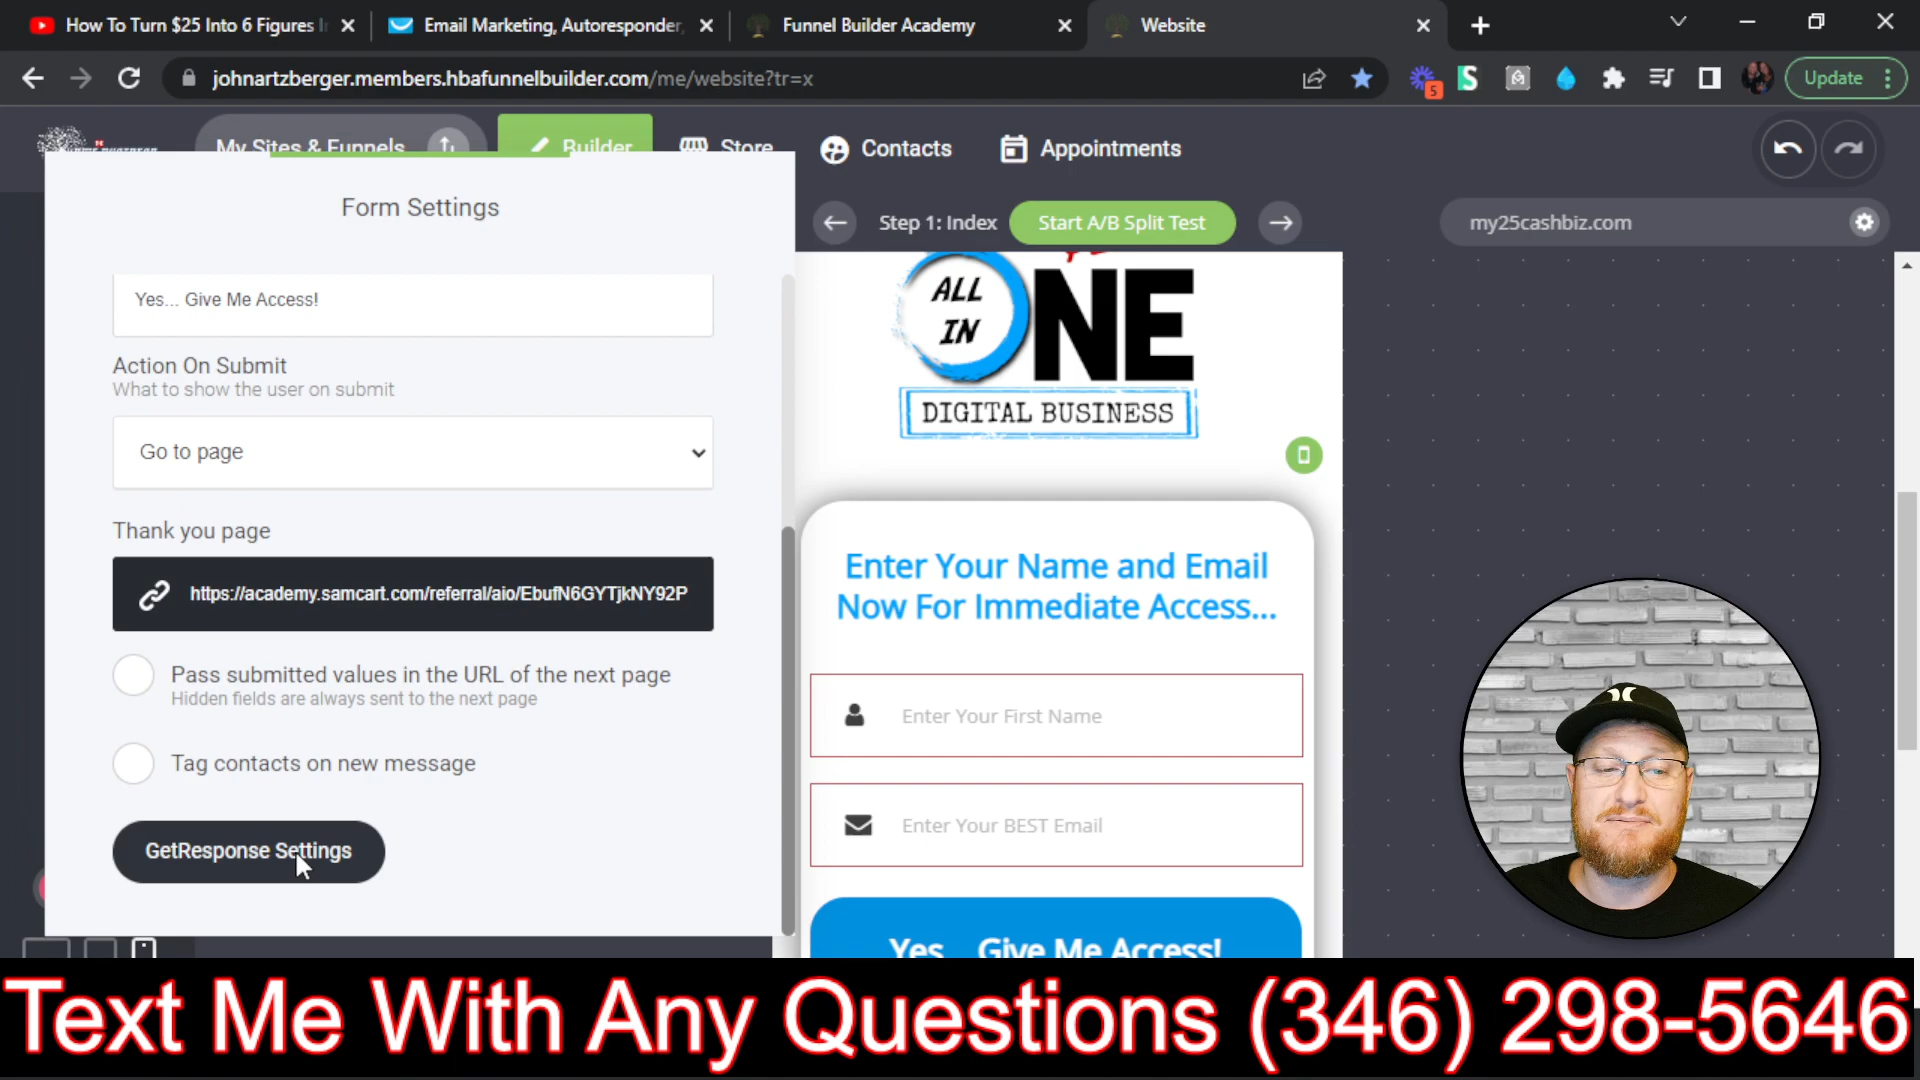 How To Turn $25 Into 6 Figures
Email Marketing, Autoresponder,
Funnel Builder Academy
Website
johnartzberger.members.hbafunnelbuilder.com/me/website?tr=x
5
Update
My Sites & Funnels
Builder
Store
Contacts
Appointments
Form Settings
Step 1: Index
Start A/B Split Test
my25cashbiz.com
Yes... Give Me Access!
Action On Submit
What to show the user on submit
Go to page
Thank you page
https://academy.samcart.com/referral/aio/EbufN6GYTjkNY92P
Pass submitted values in the URL of the next page
Hidden fields are always sent to the next page
Tag contacts on new message
GetResponse Settings
ALL
IN
ONE
DIGITAL BUSINESS
Enter Your Name and Email
Now For Immediate Access...
Enter Your First Name
Enter Your BEST Email
Yes... Give Me Access!
Text Me With Any Questions (346) 298-5646